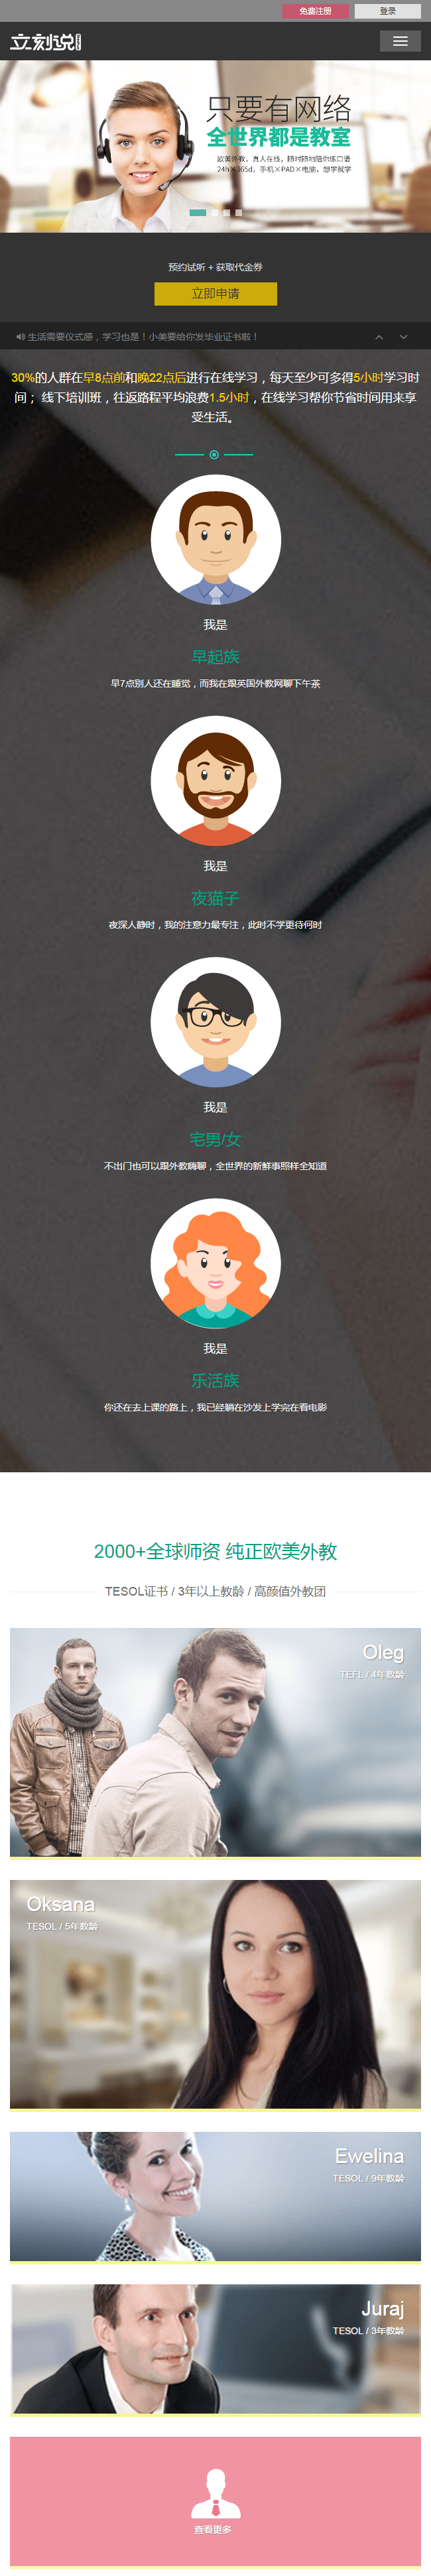 免费注册 登录
立刻说
只要有网络
全世界都是教室
欧美外教，真人在线，随时随地陪你练口语
24h×365d，手机×PAD×电脑，想学就学
预约试听 + 获取代金券
立即申请
生活需要仪式感，学习也是！小美要给你发毕业证书啦！
30%的人群在早8点前和晚22点后进行在线学习，每天至少可多得5小时学习时
间； 线下培训班，往返路程平均浪费1.5小时，在线学习帮你节省时间用来享
受生活。
我是
早起族
早7点别人还在睡觉，而我在跟英国外教网聊下午茶
我是
夜猫子
夜深人静时，我的注意力最专注，此时不学更待何时
我是
宅男/女
不出门也可以跟外教嗨聊，全世界的新鲜事照样全知道
我是
乐活族
你还在去上课的路上，我已经躺在沙发上学完在看电影
2000+全球师资 纯正欧美外教
TESOL证书 / 3年以上教龄 / 高颜值外教团
Oleg
TEFL / 4年教龄
Oksana
TESOL / 5年教龄
Ewelina
TESOL / 9年教龄
Juraj
TESOL / 3年教龄
查看更多